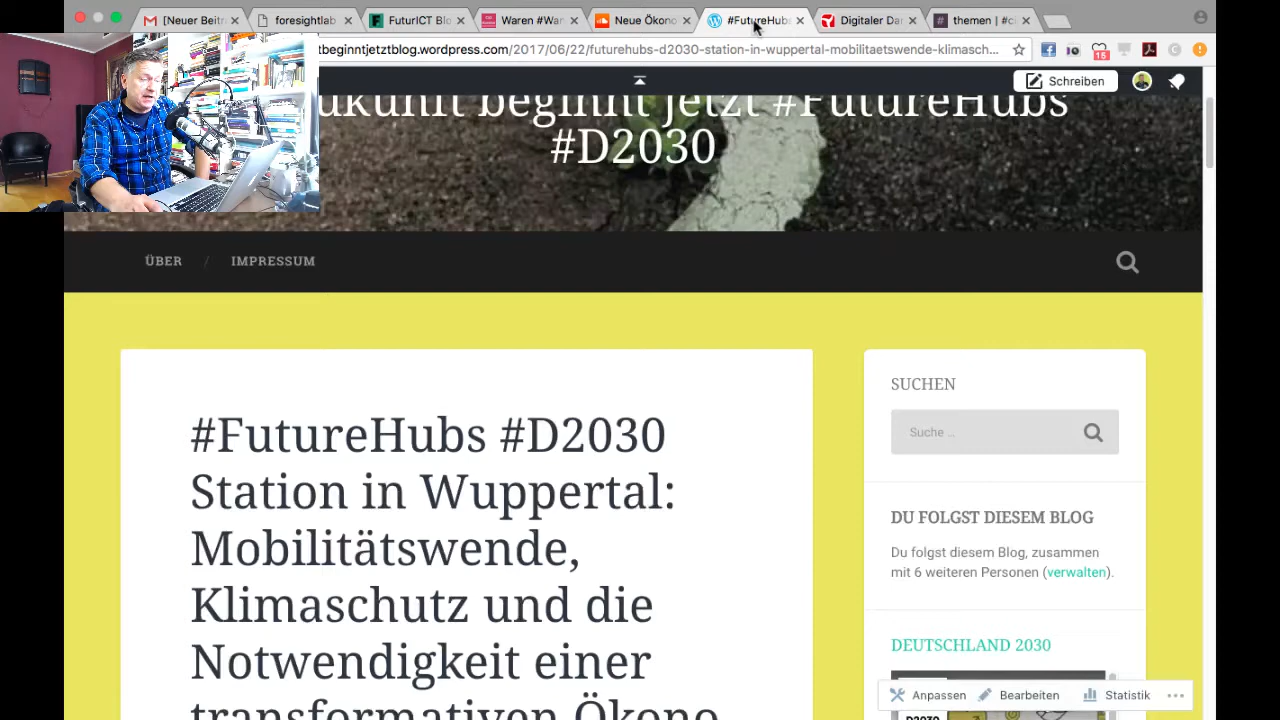 [Neuer Beitr
foresightlab
FuturICT Blo
Waren #War
Neue Ökono
#FutureHubs
Digitaler Dar
themen | #ci
tbeginntjetztblog.wordpress.com/2017/06/22/futurehubs-d2030-station-in-wuppertal-mobilitaetswende-klimasch...
15
Schreiben
ukunft beginnt jetzt #FutureHubs
#D2030
ÜBER / IMPRESSUM
#FutureHubs #D2030
Station in Wuppertal:
Mobilitätswende,
Klimaschutz und die
Notwendigkeit einer
transformativen Ökono
SUCHEN
Suche ...
DU FOLGST DIESEM BLOG
Du folgst diesem Blog, zusammen
mit 6 weiteren Personen (verwalten).
DEUTSCHLAND 2030
D2030
Anpassen
Bearbeiten
Statistik